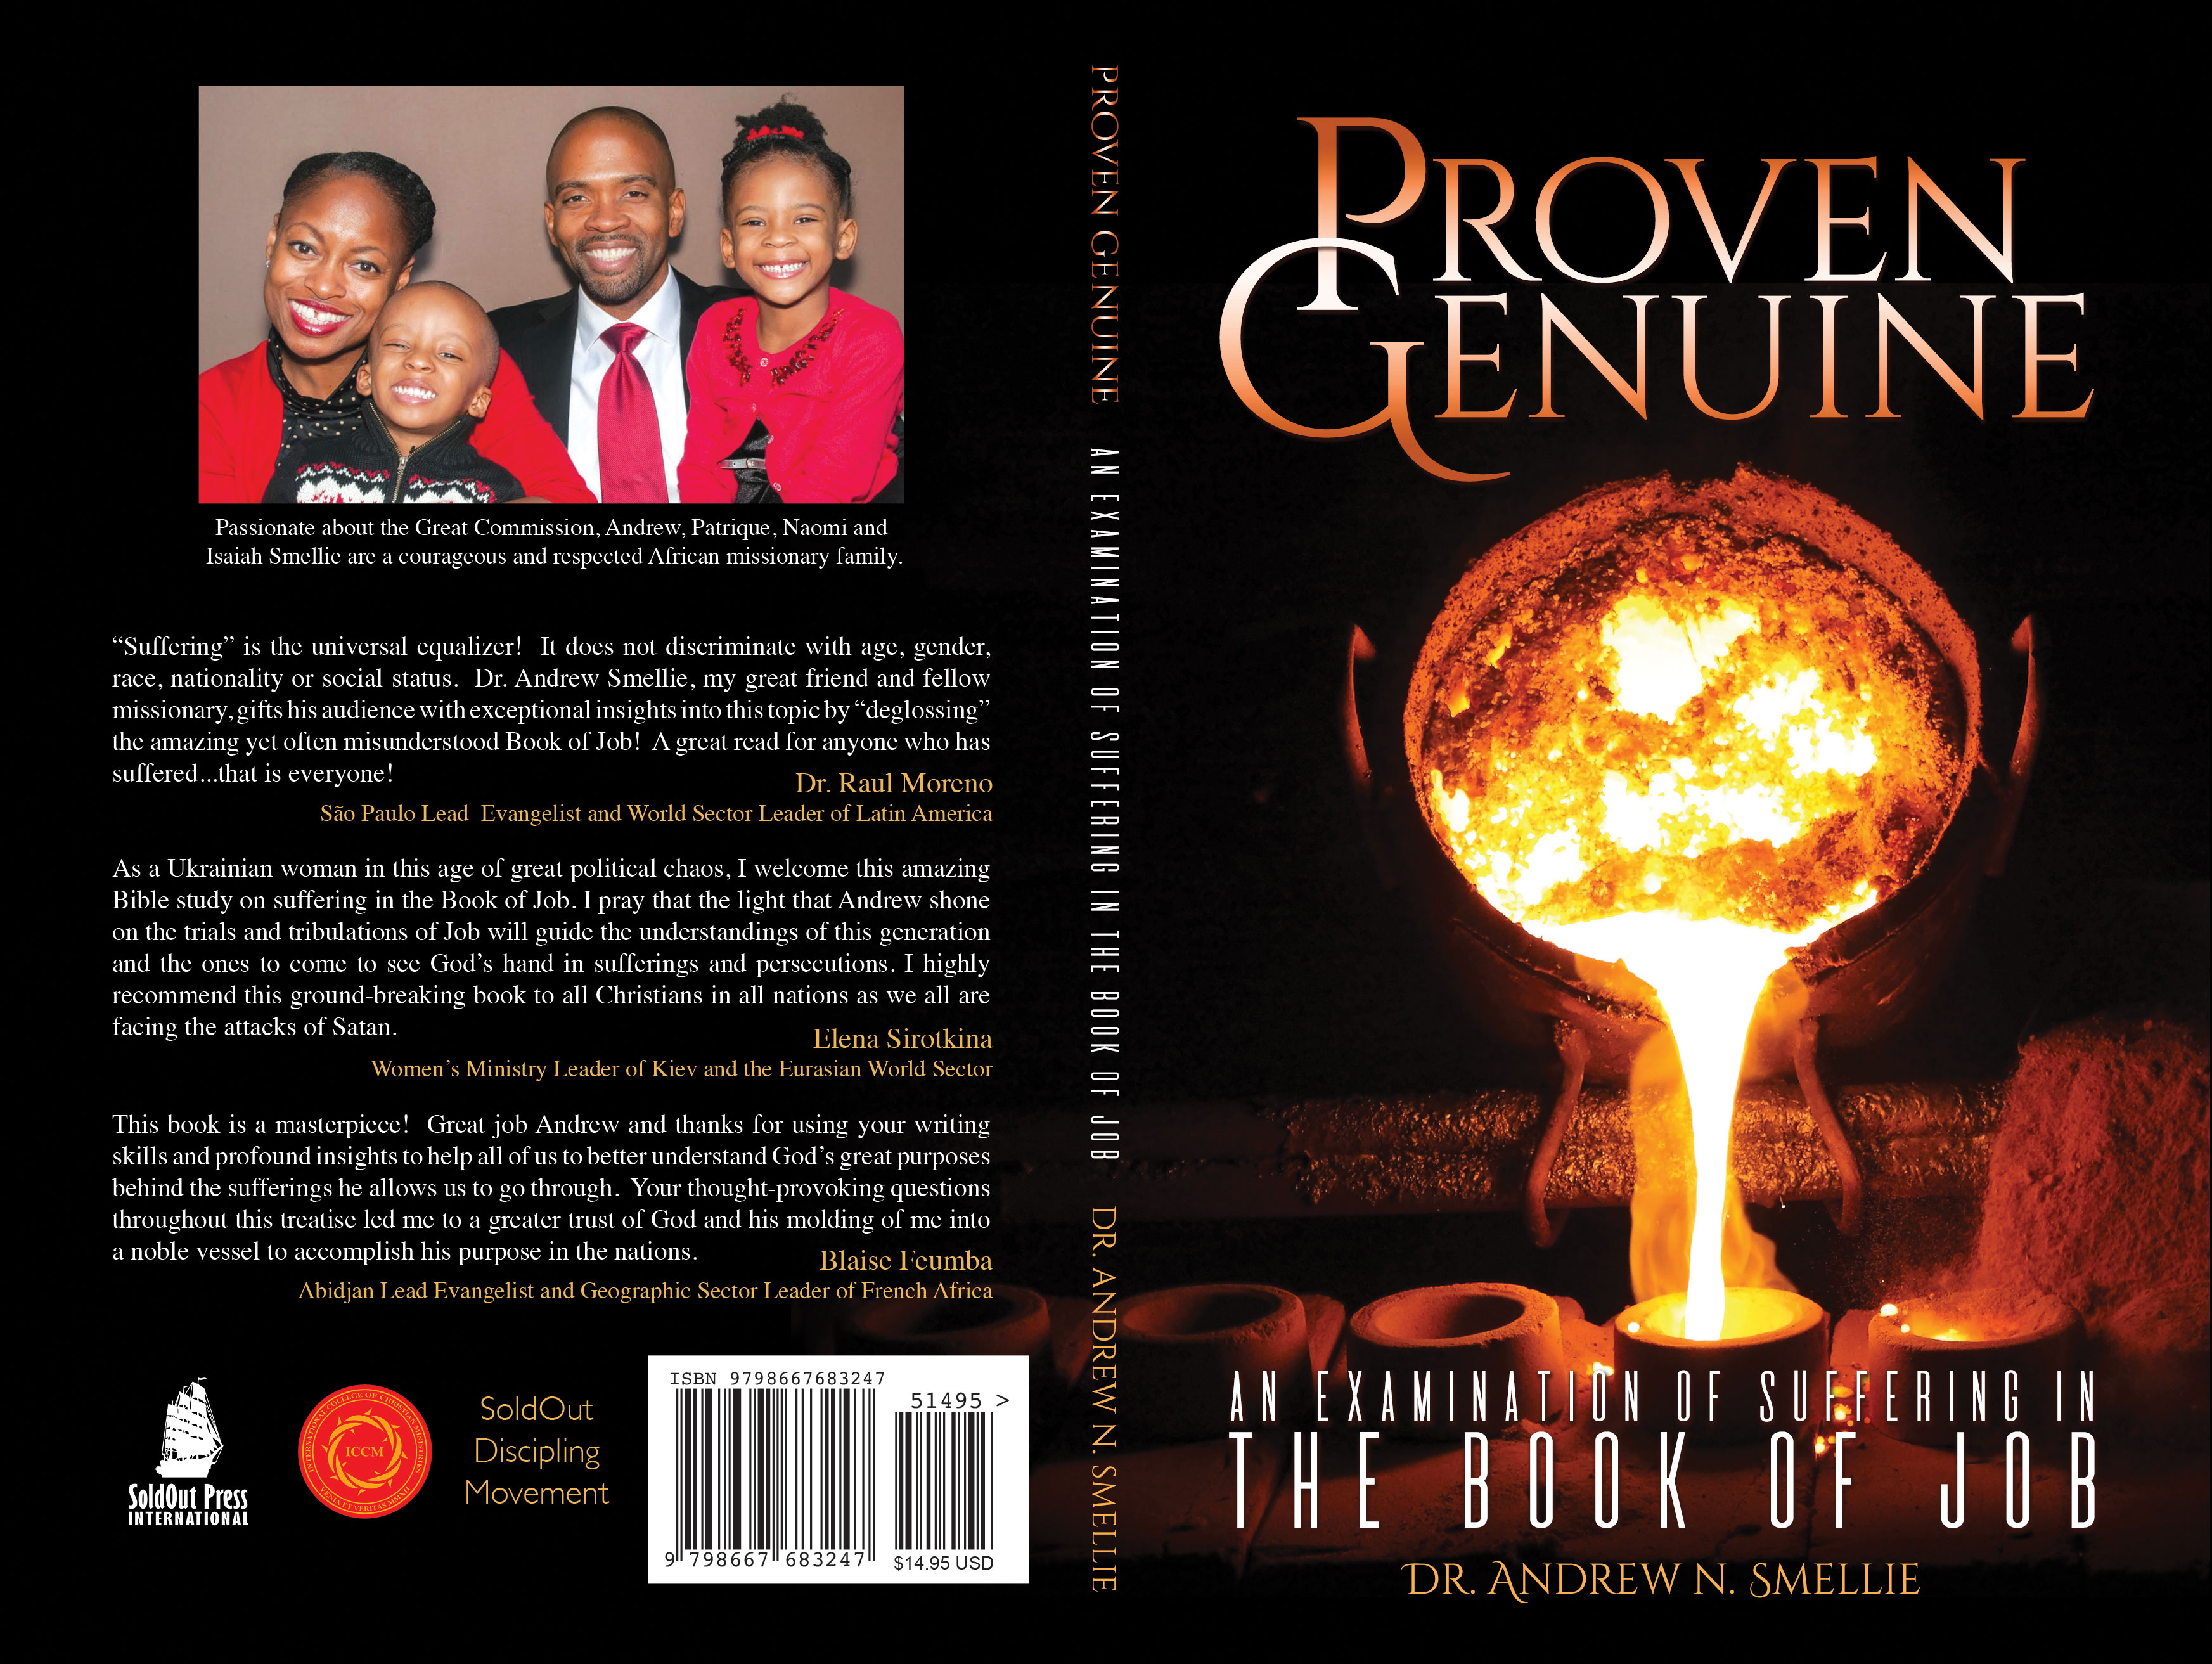 Passionate about the Great Commission, Andrew, Patrique, Naomi and
Isaiah Smellie are a courageous and respected African missionary family.
“Suffering” is the universal equalizer!  It does not discriminate with age, gender,
race, nationality or social status.  Dr. Andrew Smellie, my great friend and fellow
missionary, gifts his audience with exceptional insights into this topic by “deglossing”
the amazing yet often misunderstood Book of Job!  A great read for anyone who has
suffered...that is everyone!
Dr. Raul Moreno
São Paulo Lead  Evangelist and World Sector Leader of Latin America
As a Ukrainian woman in this age of great political chaos, I welcome this amazing
Bible study on suffering in the Book of Job. I pray that the light that Andrew shone
on the trials and tribulations of Job will guide the understandings of this generation
and the ones to come to see God’s hand in sufferings and persecutions. I highly
recommend this ground-breaking book to all Christians in all nations as we all are
facing the attacks of Satan.
Elena Sirotkina
Women’s Ministry Leader of Kiev and the Eurasian World Sector
This book is a masterpiece!  Great job Andrew and thanks for using your writing
skills and profound insights to help all of us to better understand God’s great purposes
behind the sufferings he allows us to go through.  Your thought-provoking questions
throughout this treatise led me to a greater trust of God and his molding of me into
a noble vessel to accomplish his purpose in the nations.
Blaise Feumba
Abidjan Lead Evangelist and Geographic Sector Leader of French Africa
SoldOut Press
INTERNATIONAL
INTERNATIONAL COLLEGE OF CHRISTIAN MINISTRIES
ICCM
VENIA ET VERITAS MMXII
SoldOut
Discipling
Movement
ISBN 9798667683247
51495 >
9 798667 683247
$14.95 USD
PROVEN GENUINE AN EXAMINATION OF SUFFERING IN THE BOOK OF JOB DR. ANDREW N. SMELLIE
PROVEN
GENUINE
AN EXAMINATION OF SUFFERING IN
THE BOOK OF JOB
DR. ANDREW N. SMELLIE